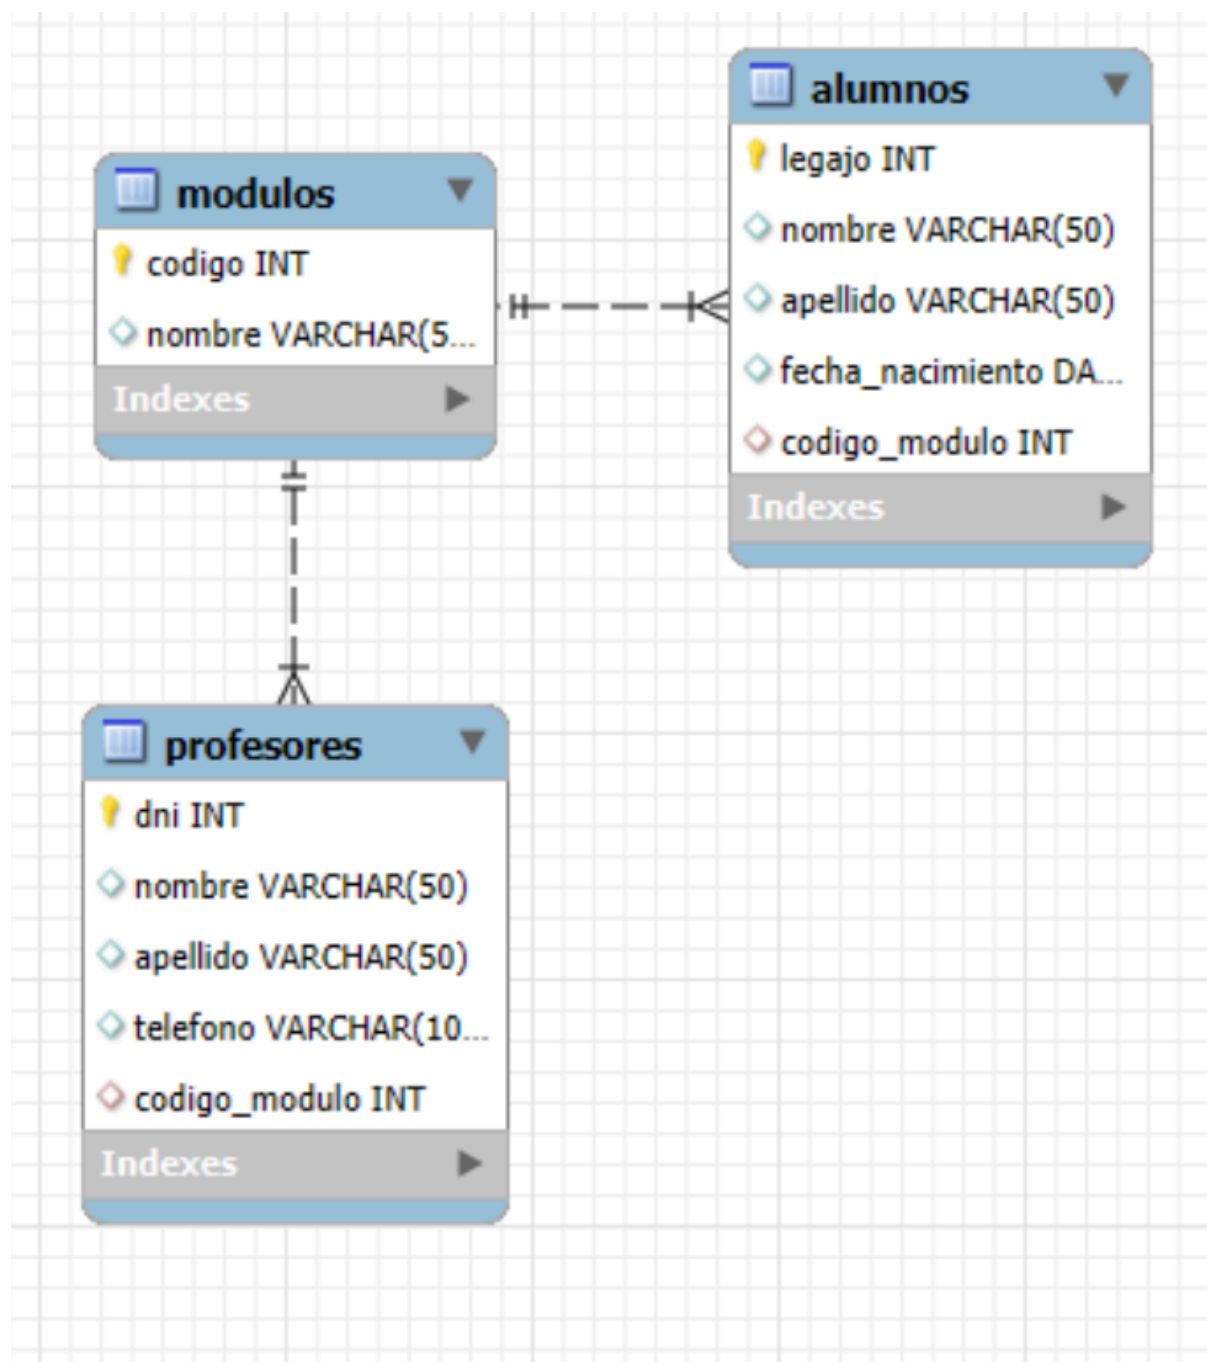 modulos
codigo INT
nombre VARCHAR(5...
Indexes
alumnos
legajo INT
nombre VARCHAR(50)
apellido VARCHAR(50)
fecha_nacimiento DA...
codigo_modulo INT
Indexes
profesores
dni INT
nombre VARCHAR(50)
apellido VARCHAR(50)
telefono VARCHAR(10...
codigo_modulo INT
Indexes